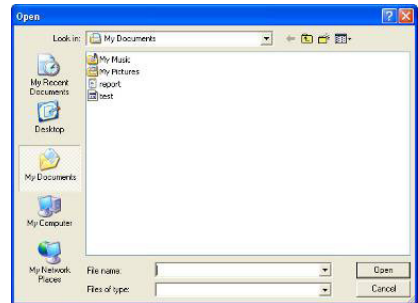 Open
Look in: My Documents
My Recent
Documents
Desktop
My Documents
My Computer
My Network
Places
My Music
My Pictures
report
test
File name:
Open
Files of type:
Cancel